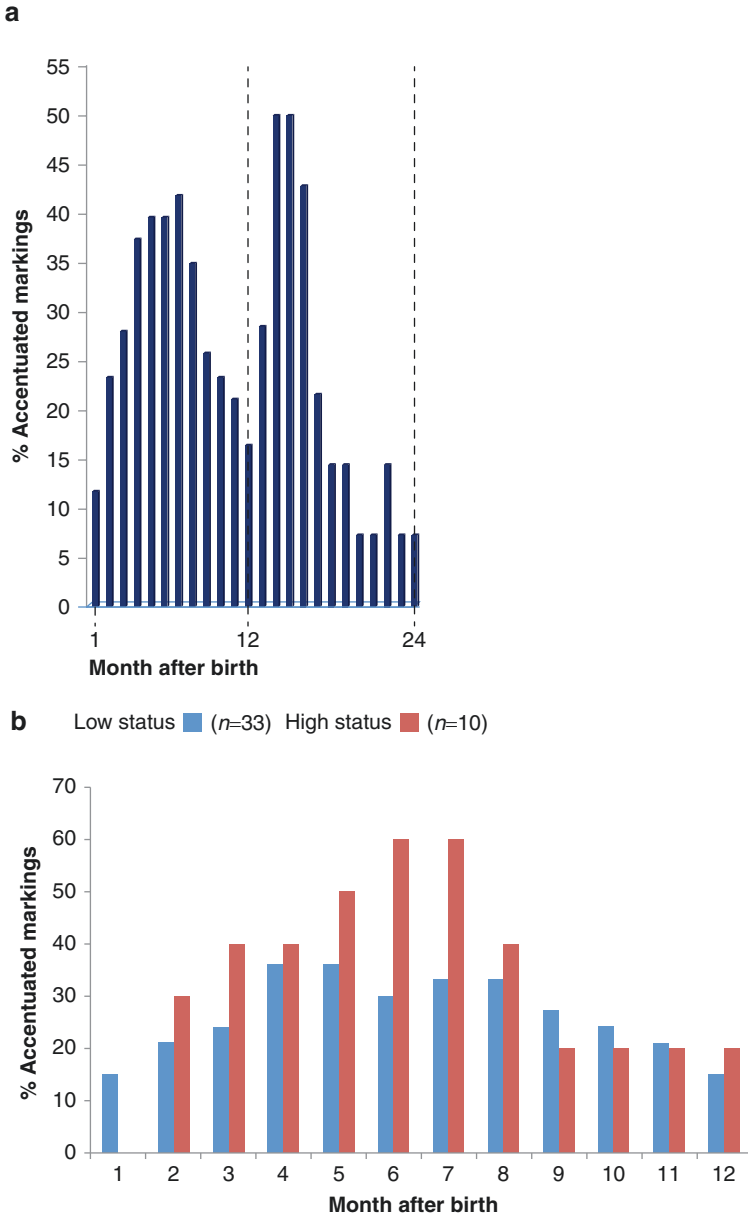 a
55
50
45
40
35
30
25
20
15
10
5
0
% Accentuated markings
1 12 24
Month after birth
b Low status (n=33) High status (n=10)
70
60
50
40
30
20
10
0
% Accentuated markings
1 2 3 4 5 6 7 8 9 10 11 12
Month after birth